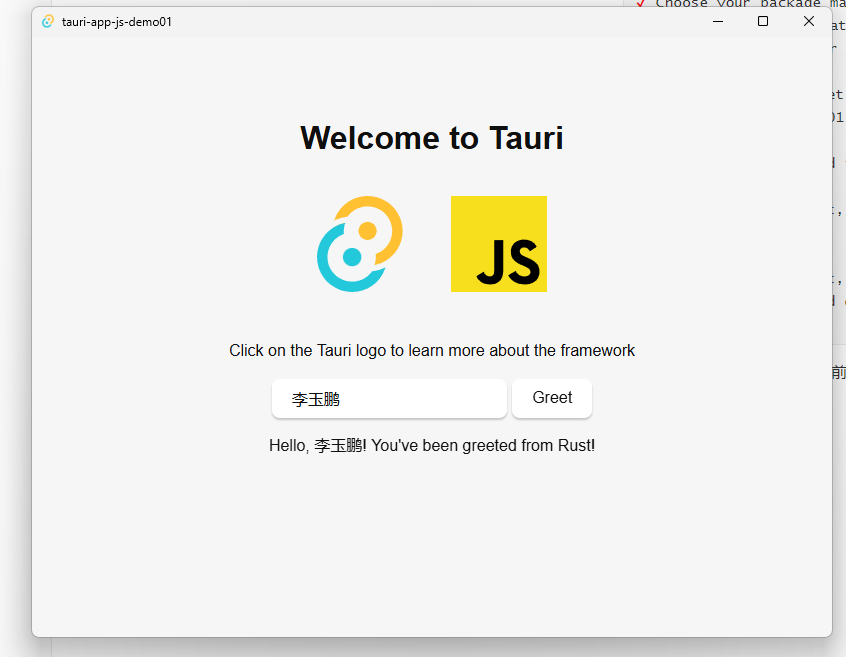 Choose your package ma
tauri-app-js-demo01
Welcome to Tauri
JS
Click on the Tauri logo to learn more about the framework
李玉鹏
Greet
Hello, 李玉鹏! You've been greeted from Rust!
前